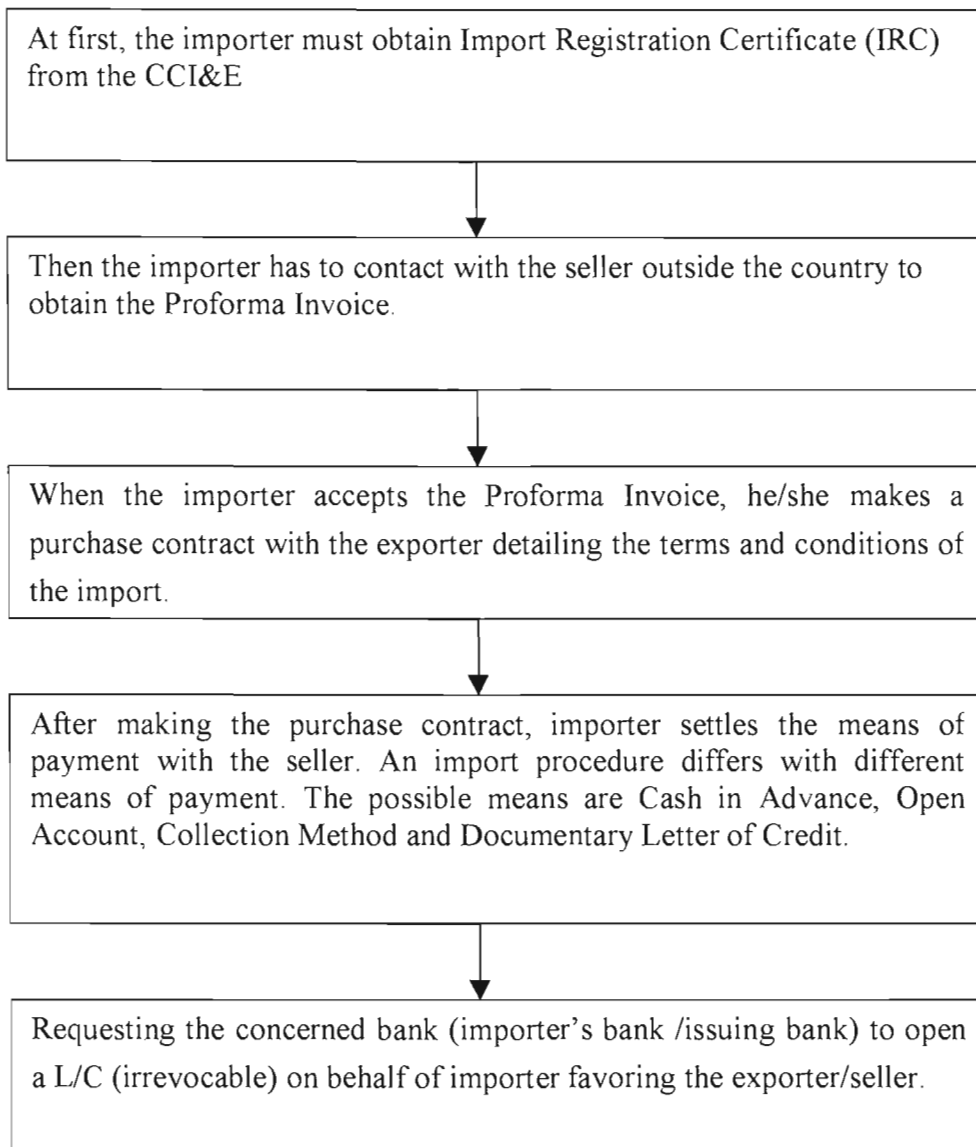 At first, the importer must obtain Import Registration Certificate (IRC)
from the CCI&E
Then the importer has to contact with the seller outside the country to
obtain the Proforma Invoice.
When the importer accepts the Proforma Invoice, he/she makes a
purchase contract with the exporter detailing the terms and conditions of
the import.
After making the purchase contract, importer settles the means of
payment with the seller. An import procedure differs with different
means of payment. The possible means are Cash in Advance, Open
Account, Collection Method and Documentary Letter of Credit.
Requesting the concerned bank (importer's bank /issuing bank) to open
a L/C (irrevocable) on behalf of importer favoring the exporter/seller.